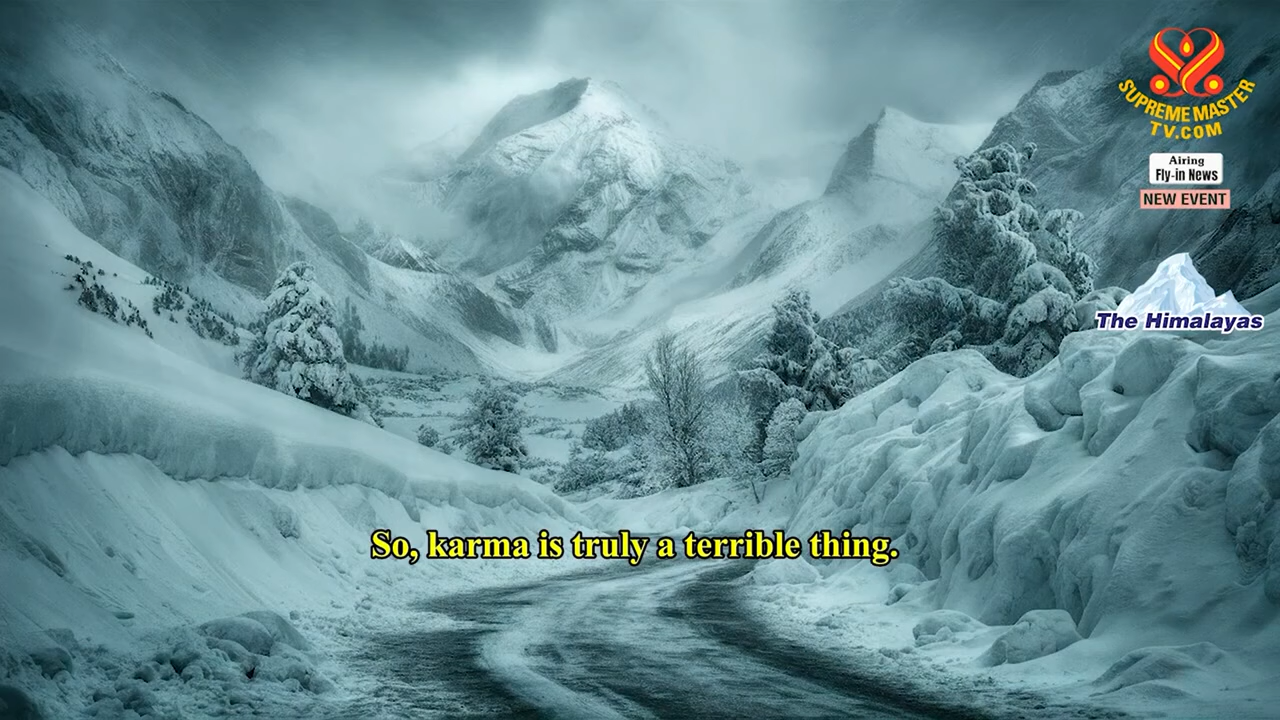 SUPREME MASTER
TV.COM
Airing
Fly-in News
NEW EVENT
The Himalayas
So, karma is truly a terrible thing.